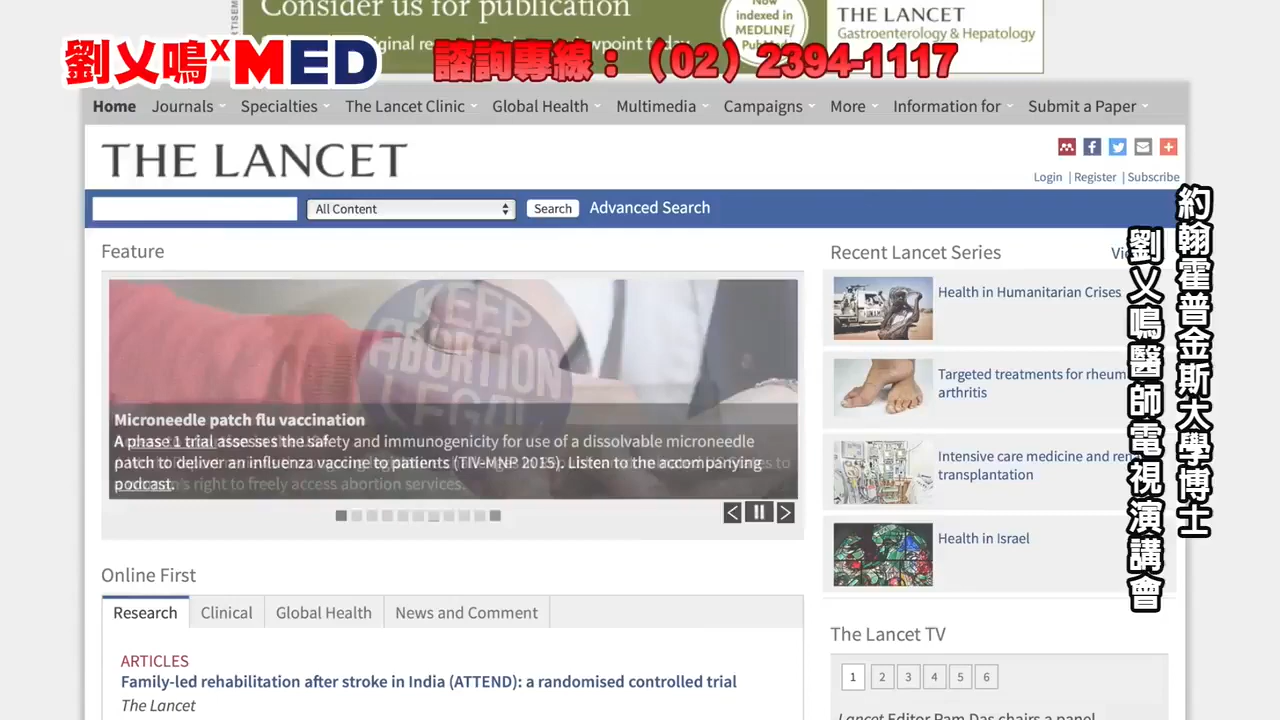 Consider us for publication
Now
indexed in
MEDLINE/
THE LANCET
Gastroenterology & Hepatology
劉乂鳴xMED
諮詢專線：（02）2394-1117
Home Journals Specialties The Lancet Clinic Global Health Multimedia Campaigns More Information for Submit a Paper
THE LANCET
Login | Register | Subscribe
All Content Search Advanced Search
約翰霍普金斯大學博士
劉乂鳴醫師電視演講會
Feature
KEEP
ABORTION
LEGAL
Microneedle patch flu vaccination
A phase 1 trial assesses the safety and immunogenicity for use of a dissolvable microneedle
patch to deliver an influenza vaccine to patients (TIV-MNP 2015). Listen to the accompanying
podcast.
Recent Lancet Series
Health in Humanitarian Crises
Targeted treatments for rheum
arthritis
Intensive care medicine and ren
transplantation
Health in Israel
Online First
Research Clinical Global Health News and Comment
ARTICLES
Family-led rehabilitation after stroke in India (ATTEND): a randomised controlled trial
The Lancet
The Lancet TV
1 2 3 4 5 6
Lancet Editor Pam Das chairs a panel